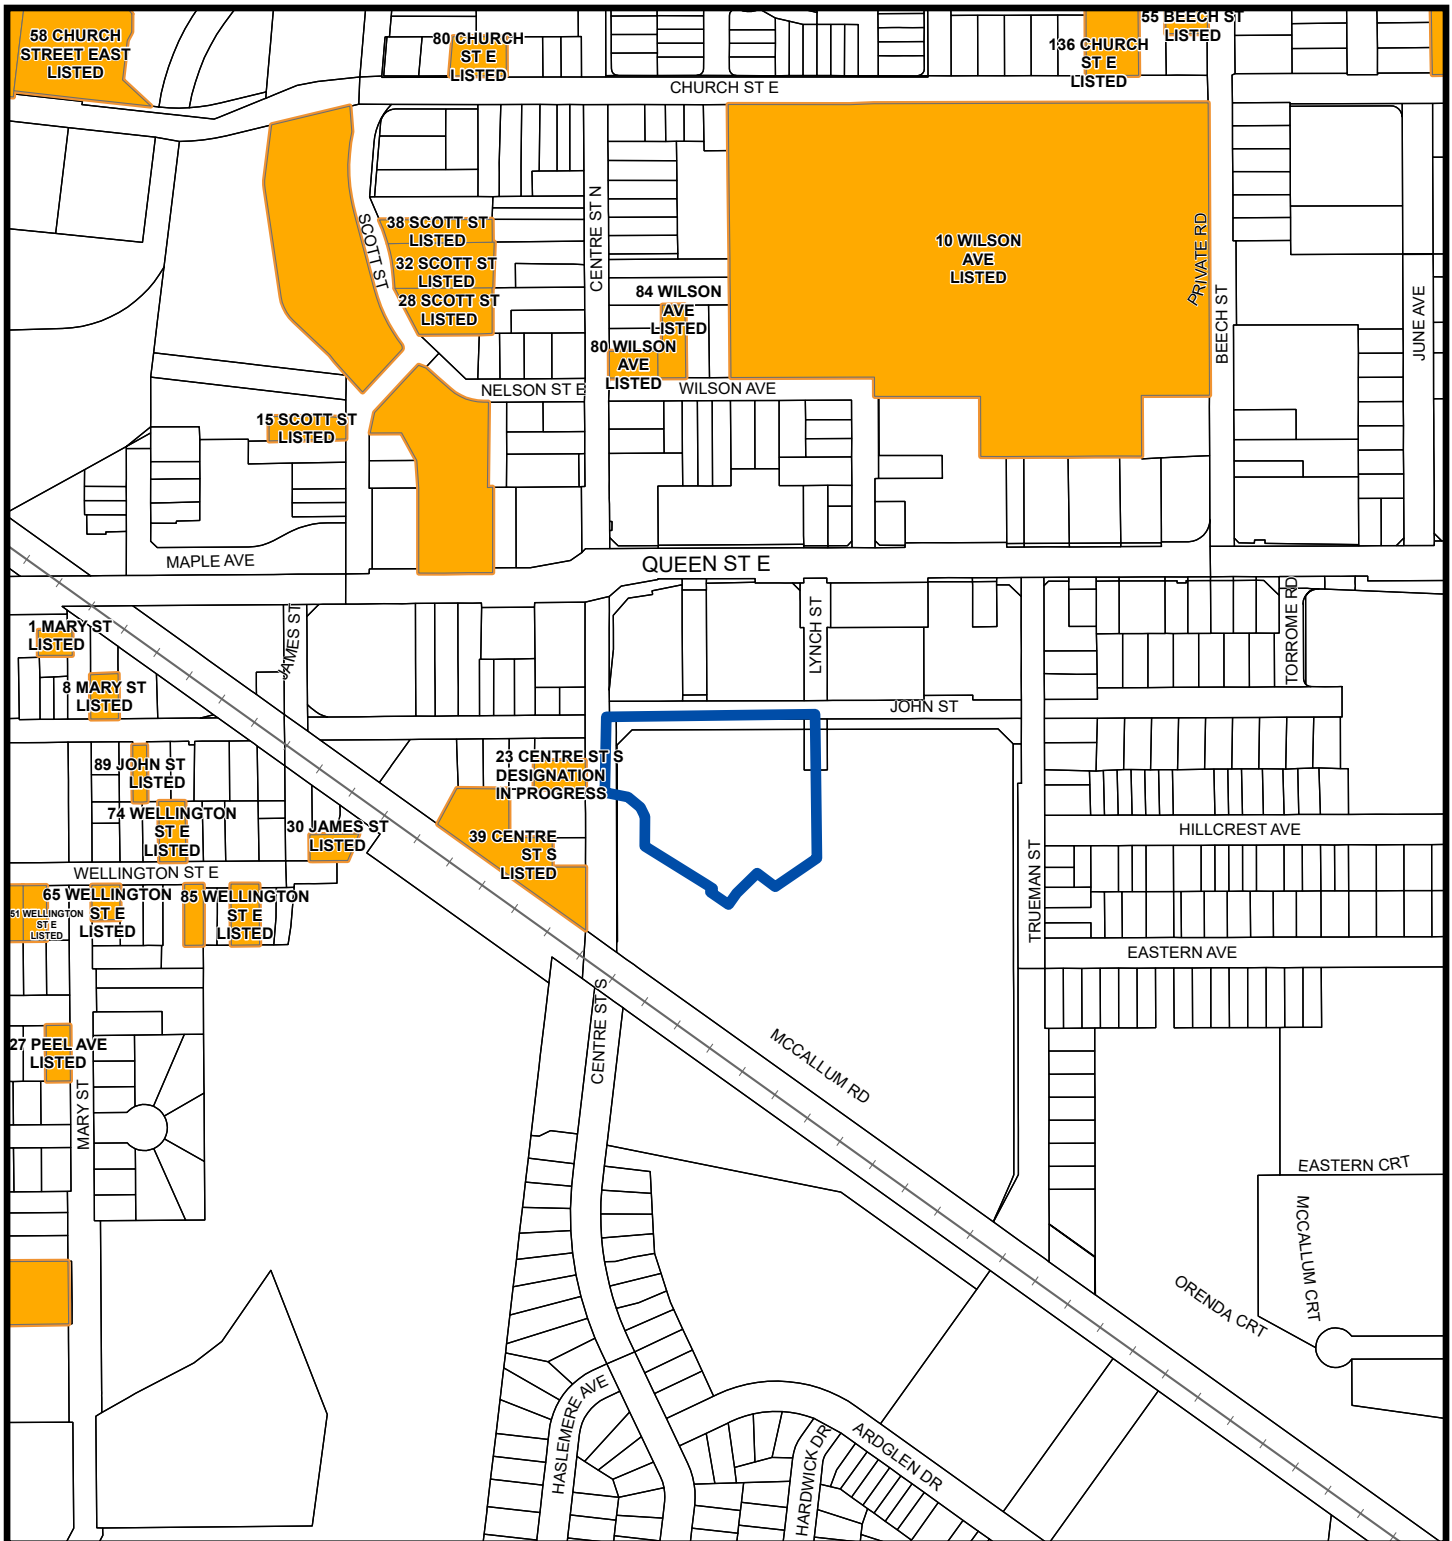 58 CHURCH
STREET EAST
LISTED
80 CHURCH
ST E
LISTED
55 BEECH ST
LISTED
136 CHURCH
ST E
LISTED
CHURCH ST E
SCOTT ST
38 SCOTT ST
LISTED
32 SCOTT ST
LISTED
28 SCOTT ST
LISTED
CENTRE ST N
10 WILSON
AVE
LISTED
PRIVATE RD
BEECH ST
JUNE AVE
84 WILSON
AVE
LISTED
80 WILSON
AVE
LISTED
NELSON ST E
WILSON AVE
15 SCOTT ST
LISTED
MAPLE AVE
QUEEN ST E
1 MARY ST
LISTED
JAMES ST
LYNCH ST
TORROME RD
8 MARY ST
LISTED
JOHN ST
89 JOHN ST
LISTED
23 CENTRE ST S
DESIGNATION
IN PROGRESS
74 WELLINGTON
ST E
LISTED
30 JAMES ST
LISTED
39 CENTRE
ST S
LISTED
HILLCREST AVE
TRUEMAN ST
WELLINGTON ST E
51 WELLINGTON
ST E
LISTED
65 WELLINGTON
ST E
LISTED
85 WELLINGTON
ST E
LISTED
EASTERN AVE
CENTRE ST S
27 PEEL AVE
LISTED
MARY ST
MCCALLUM RD
EASTERN CRT
MCCALLUM CRT
ORENDA CRT
HASLEMERE AVE
HARDWICK DR
ARDGLEN DR